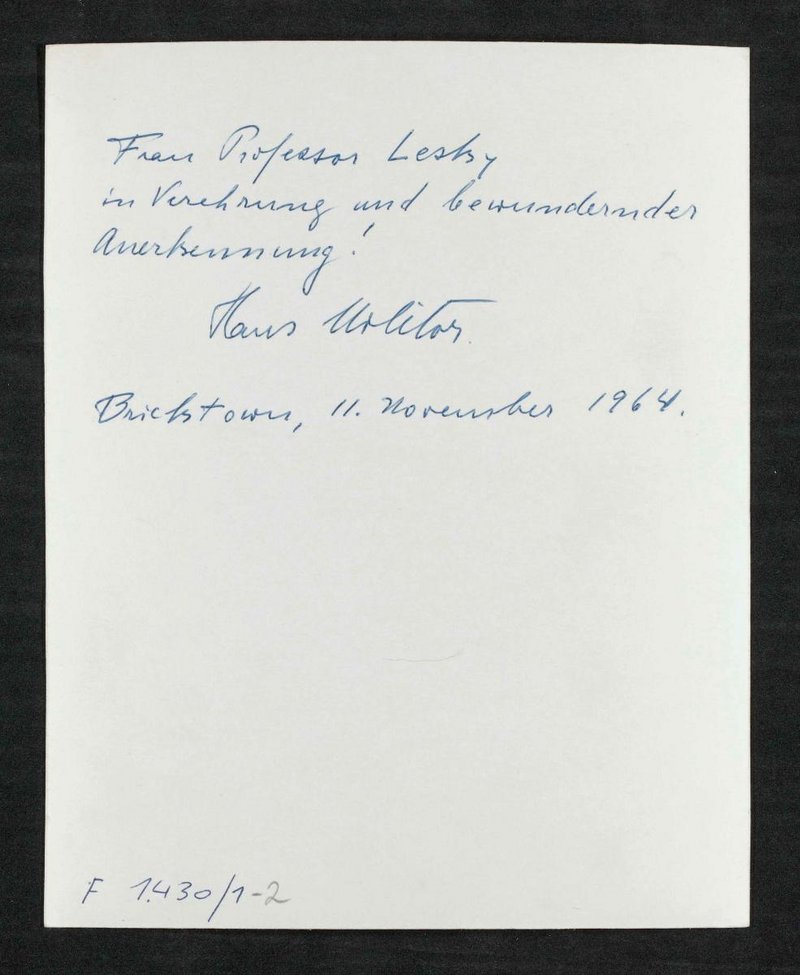 Frau Professor Lesky
in Verehrung und bewundernder
Anerkennung!
Hans Molitor.
Brickstown, 11. November 1964.
F 1.430/1-2